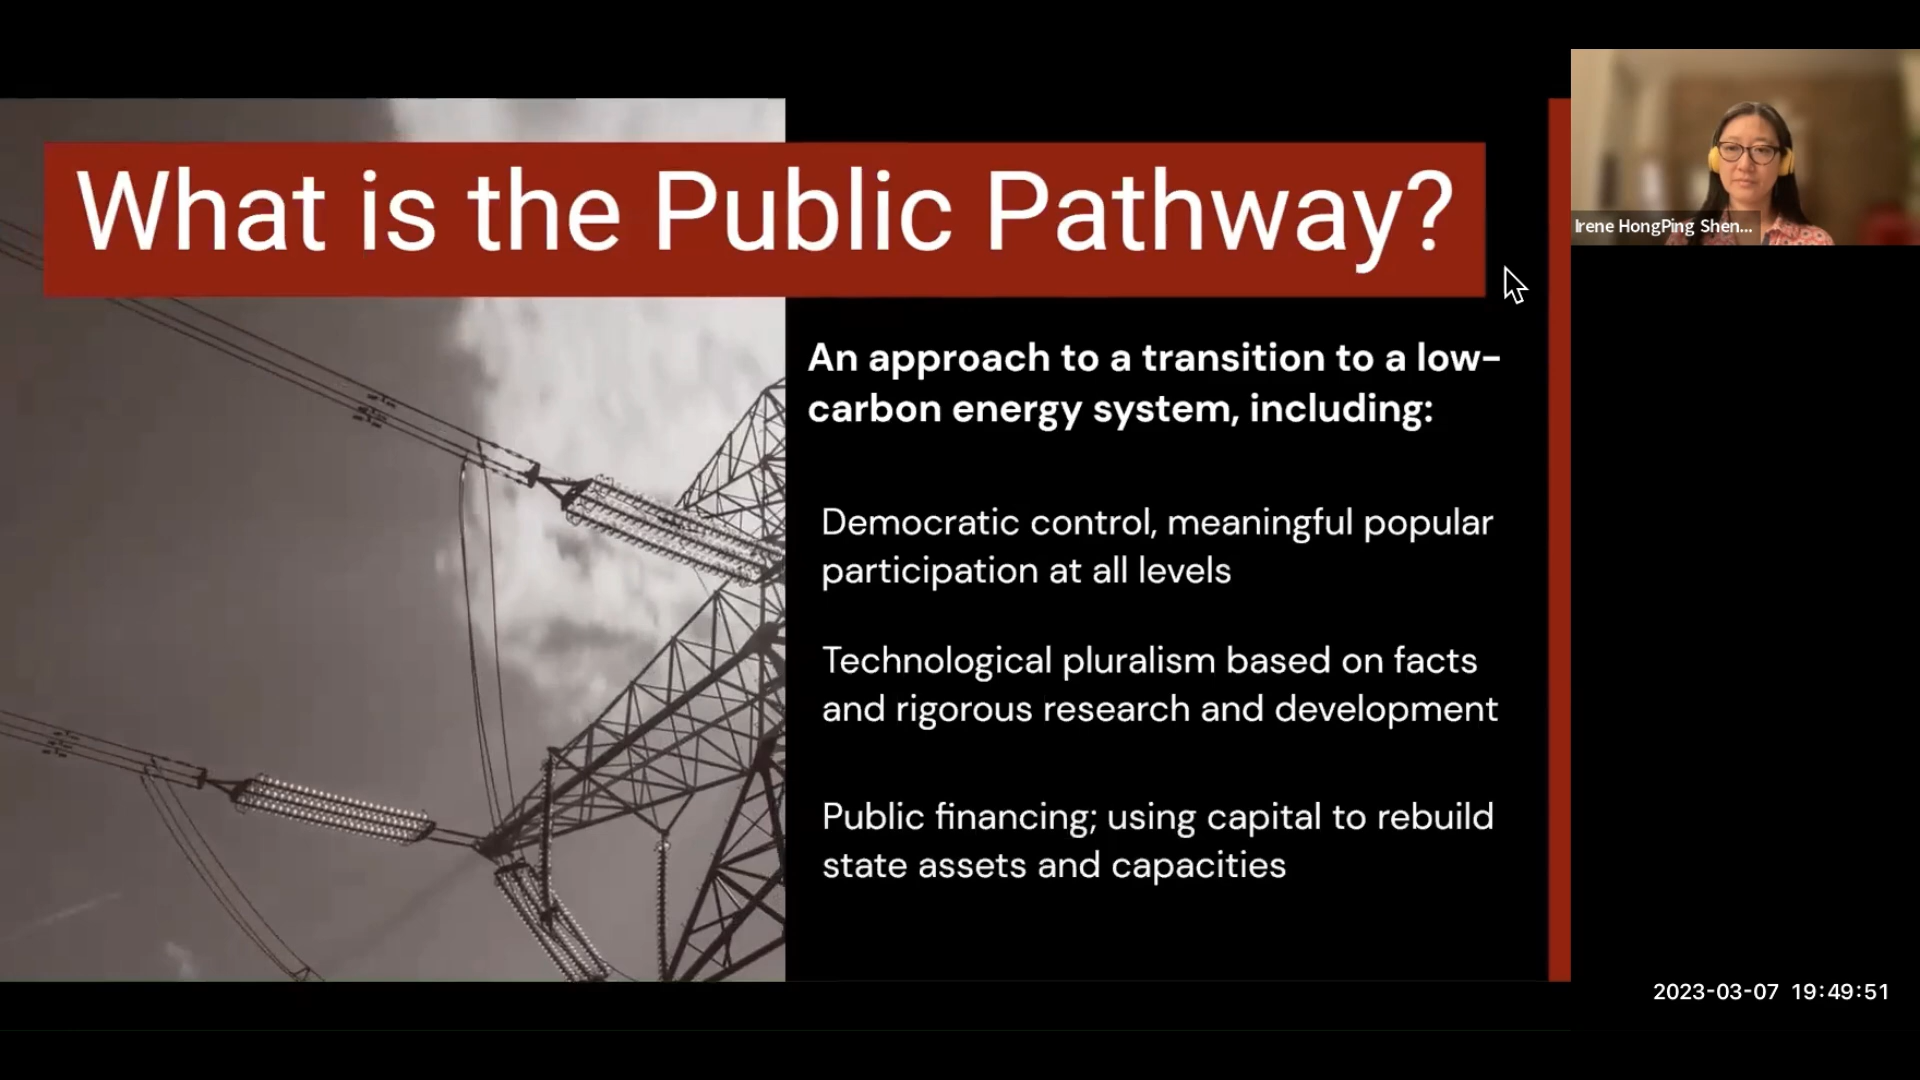 What is the Public Pathway?
Irene HongPing Shen...
An approach to a transition to a low-
carbon energy system, including:
Democratic control, meaningful popular
participation at all levels
Technological pluralism based on facts
and rigorous research and development
Public financing; using capital to rebuild
state assets and capacities
2023-03-07 19:49:51